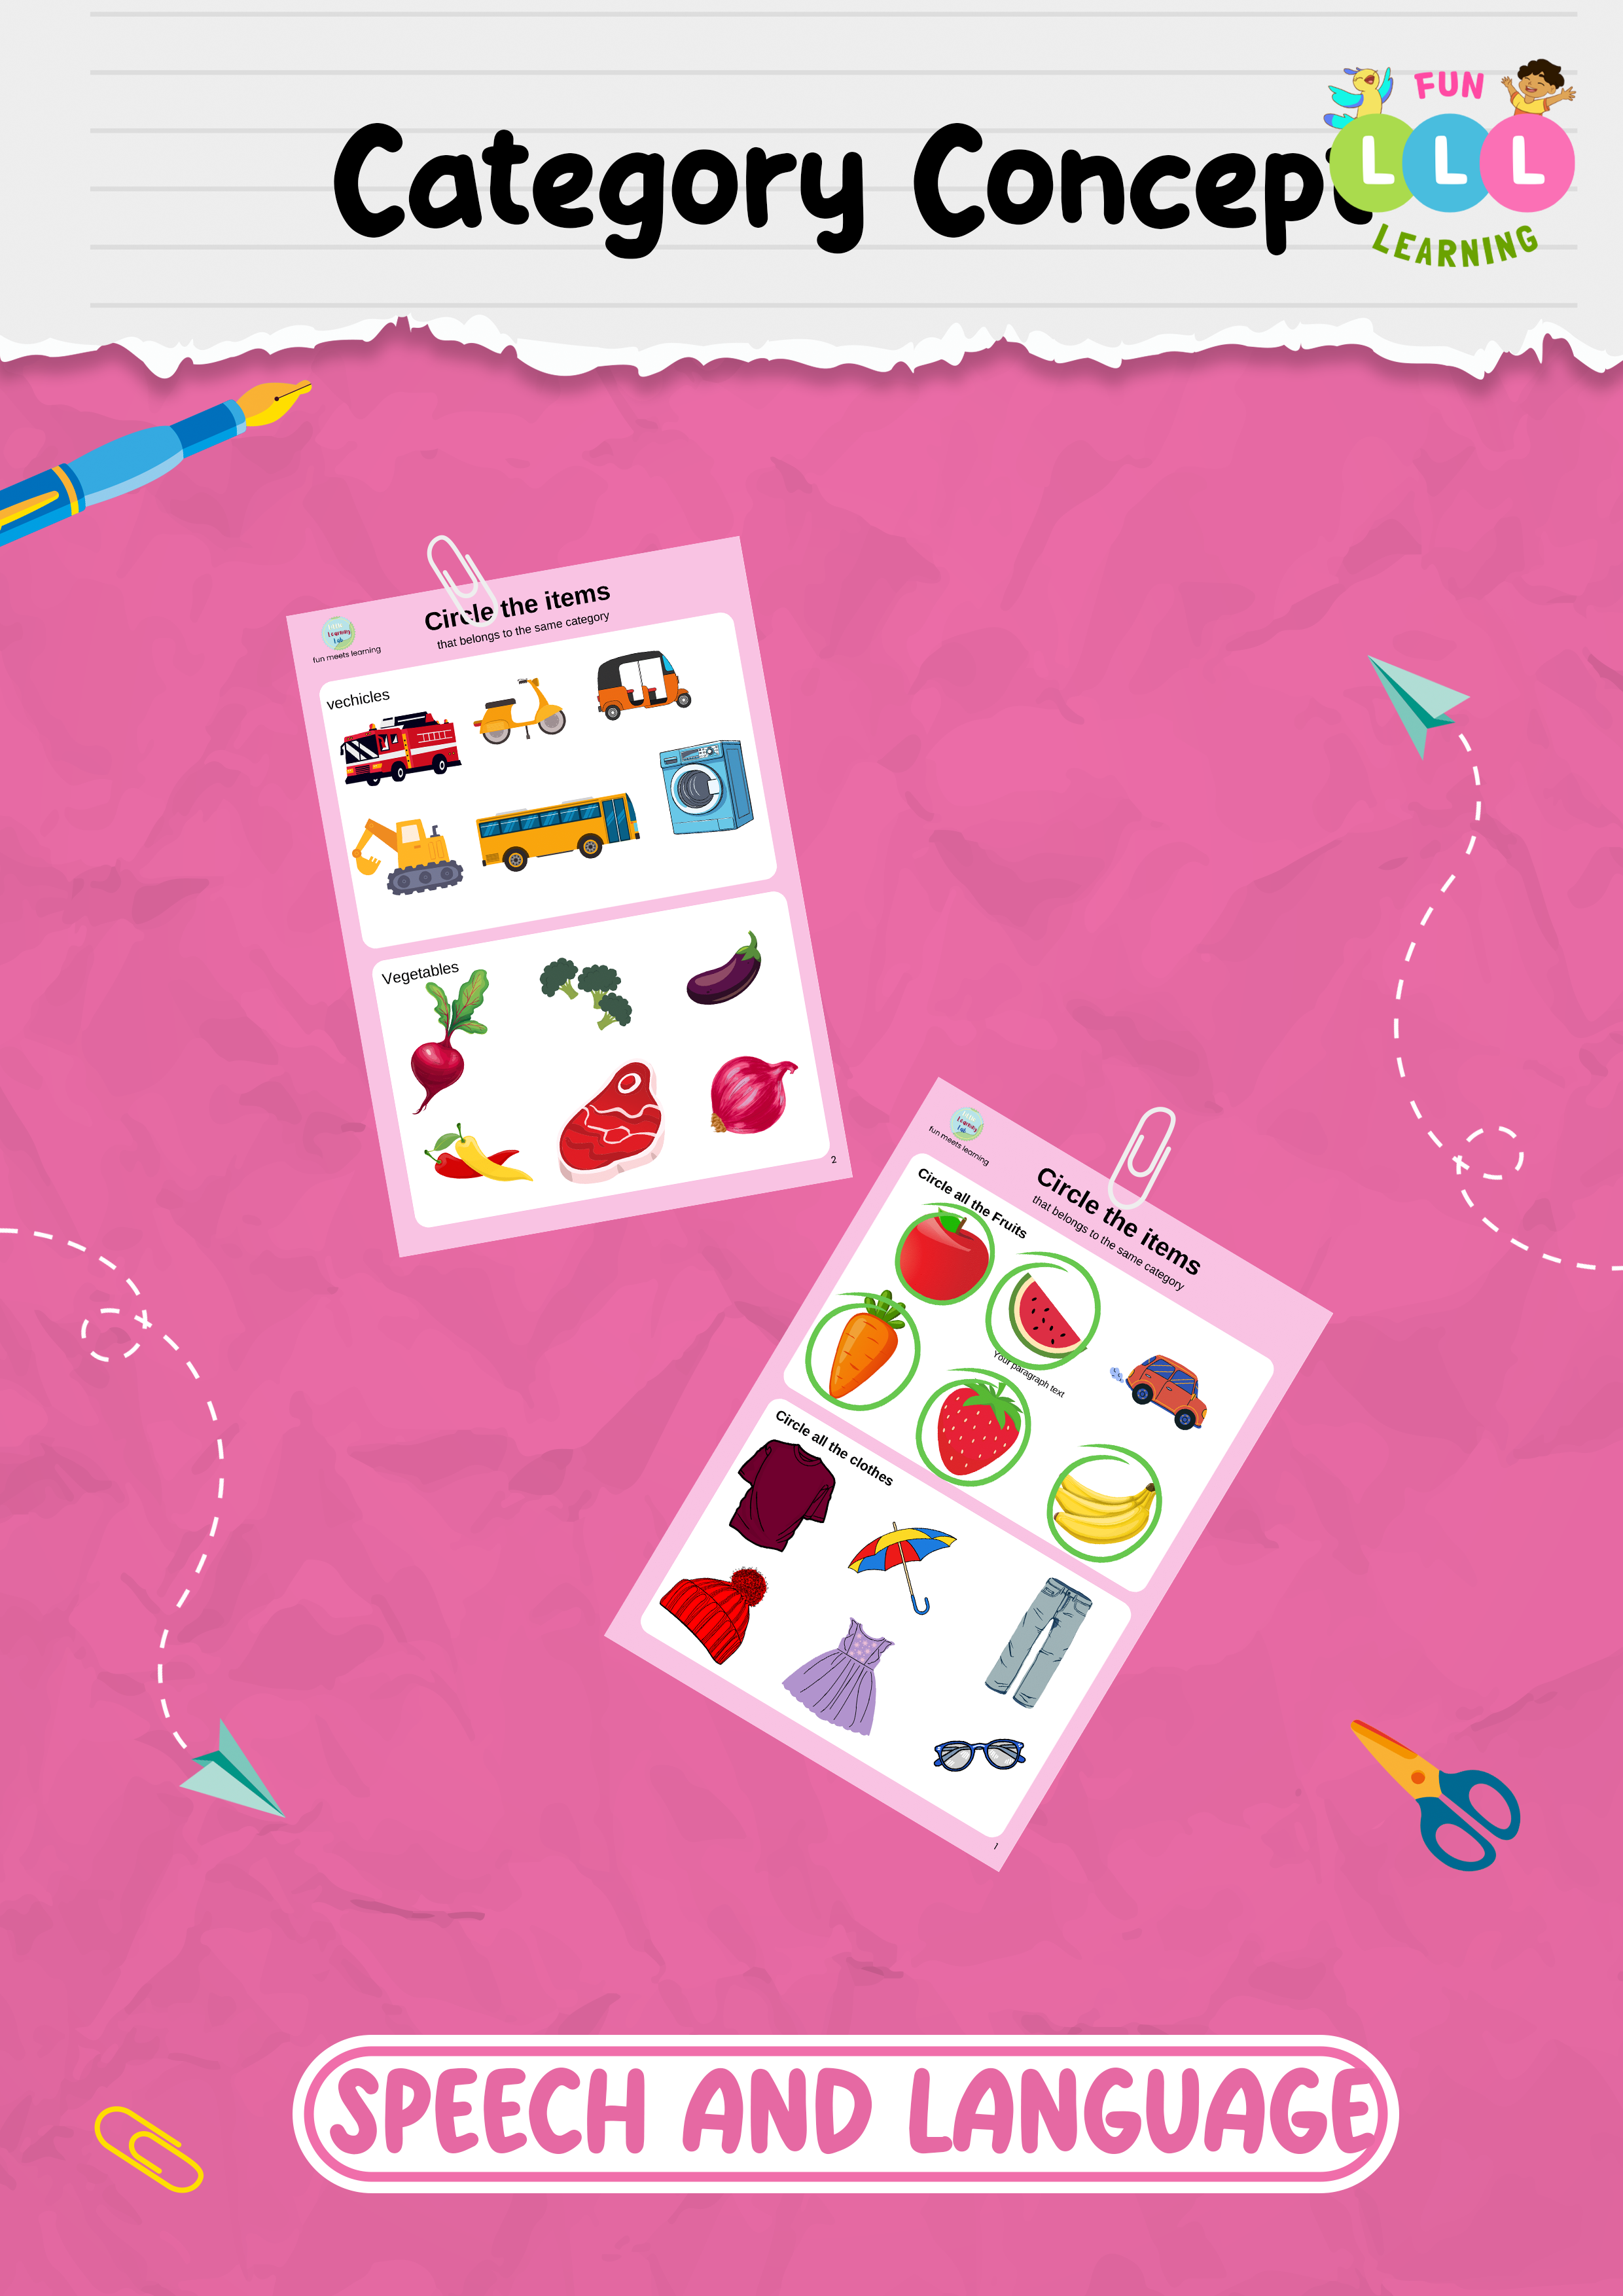 Category Concept
FUN
L L L
LEARNING
Circle the items
that belongs to the same category
fun meets learning
vechicles
Vegetables
2
fun meets learning
Circle the items
that belongs to the same category
Circle all the Fruits
Your paragraph text
Circle all the clothes
1
SPEECH AND LANGUAGE